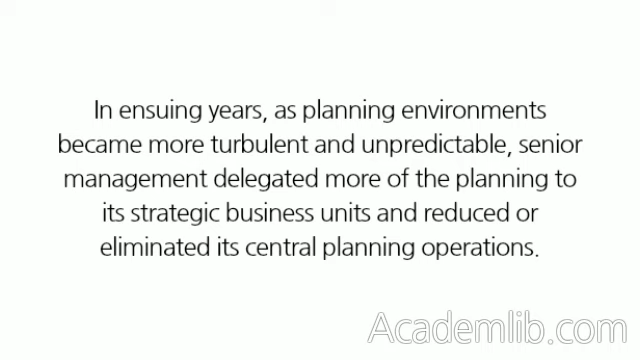 In ensuing years, as planning environments
became more turbulent and unpredictable, senior
management delegated more of the planning to
its strategic business units and reduced or
eliminated its central planning operations.
Academlib.com